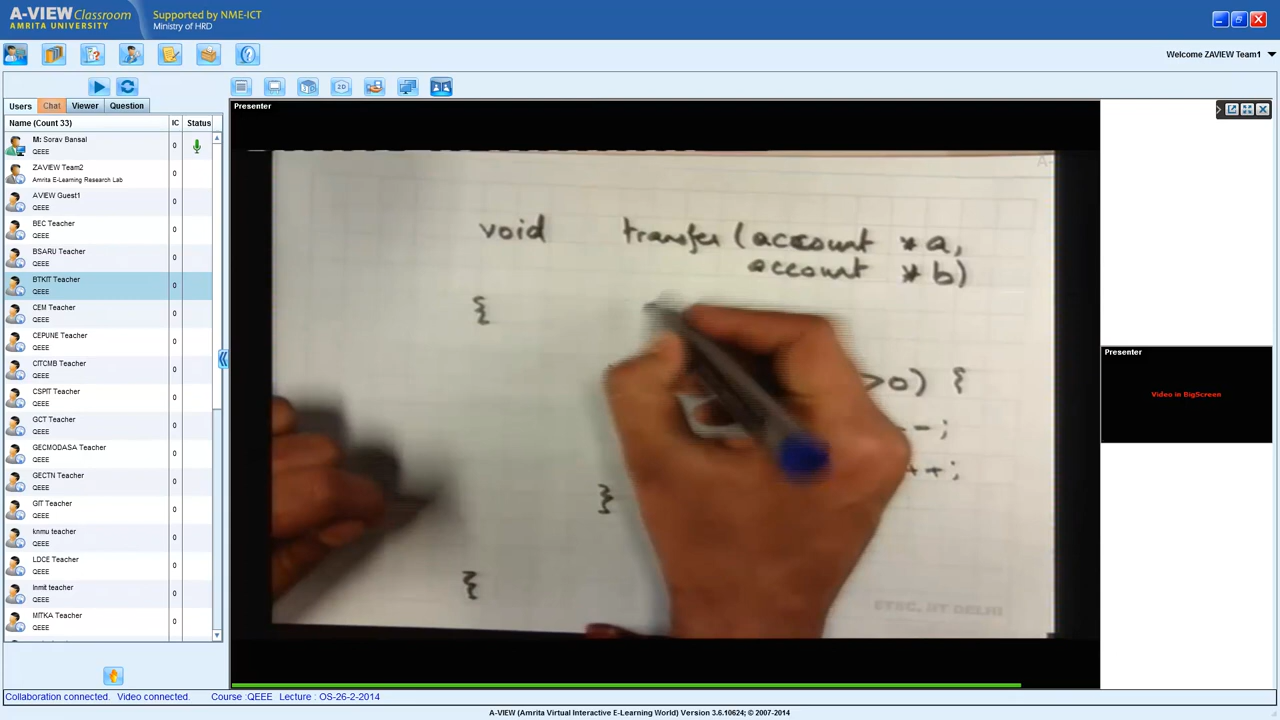 A-VIEW Classroom
AMRITA UNIVERSITY
Supported by NME-ICT
Ministry of HRD
Welcome ZAVIEW Team1
Users Chat Viewer Question
Name (Count 33) IC Status
M: Sorav Bansal
QEEE
0
ZAVIEW Team2
Amrita E-Learning Research Lab
0
AVIEW Guest1
QEEE
0
BEC Teacher
QEEE
0
BSARU Teacher
QEEE
0
BTKIT Teacher
QEEE
0
CEM Teacher
QEEE
0
CEPUNE Teacher
QEEE
0
CITCMB Teacher
QEEE
0
CSPIT Teacher
QEEE
0
GCT Teacher
QEEE
0
GECMODASA Teacher
QEEE
0
GECTN Teacher
QEEE
0
GIT Teacher
QEEE
0
knmu teacher
QEEE
0
LDCE Teacher
QEEE
0
lnmit teacher
QEEE
0
MITKA Teacher
QEEE
0
Presenter
void transfer(account *a,
account *b)
{
>0) {
--;
++;
}
}
ETSC, IIT DELHI
Presenter
Video in BigScreen
Collaboration connected. Video connected. Course :QEEE Lecture : OS-26-2-2014
A-VIEW (Amrita Virtual Interactive E-Learning World) Version 3.6.10624; © 2007-2014